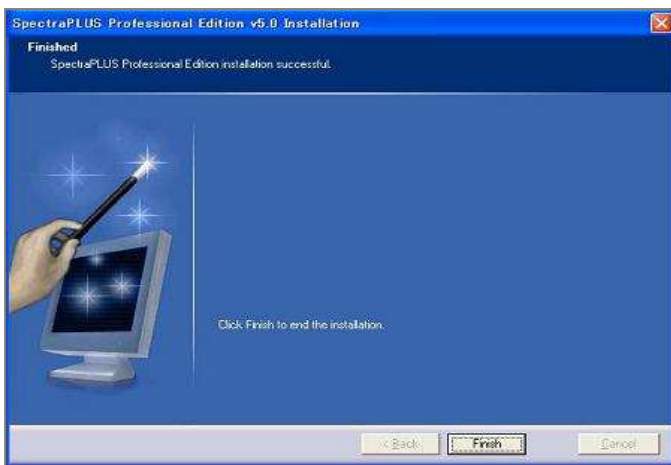 SpectraPLUS Professional Edition v5.0 Installation
Finished
SpectraPLUS Professional Edition installation successful.
Click Finish to end the installation.
< Back
Finish
Cancel